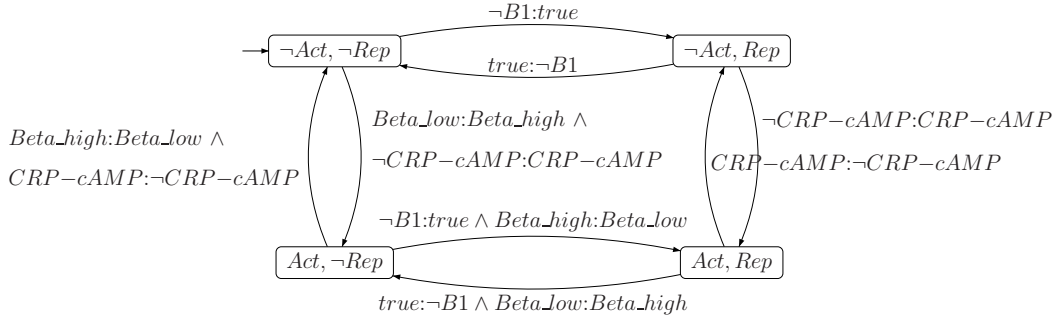 ¬B1:true
¬Act, ¬Rep
¬Act, Rep
true:¬B1
Beta_high:Beta_low ∧
CRP−cAMP:¬CRP−cAMP
Beta_low:Beta_high ∧
¬CRP−cAMP:CRP−cAMP
¬CRP−cAMP:CRP−cAMP
CRP−cAMP:¬CRP−cAMP
¬B1:true ∧ Beta_high:Beta_low
Act, ¬Rep
Act, Rep
true:¬B1 ∧ Beta_low:Beta_high